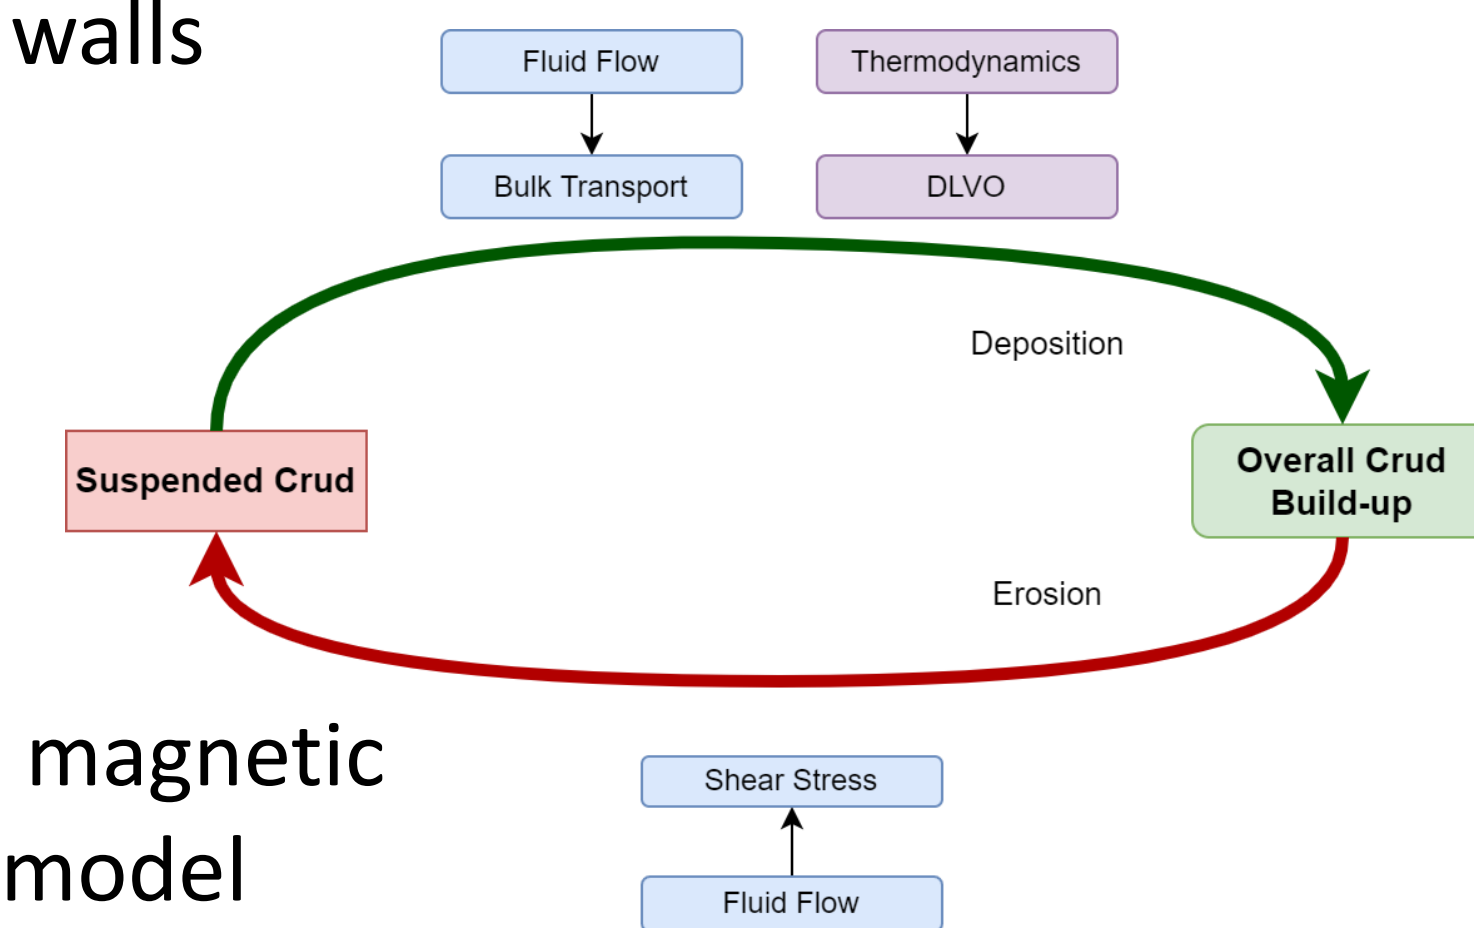 walls
Fluid Flow
Thermodynamics
Bulk Transport
DLVO
Deposition
Suspended Crud
Overall Crud
Build-up
Erosion
magnetic
model
Shear Stress
Fluid Flow